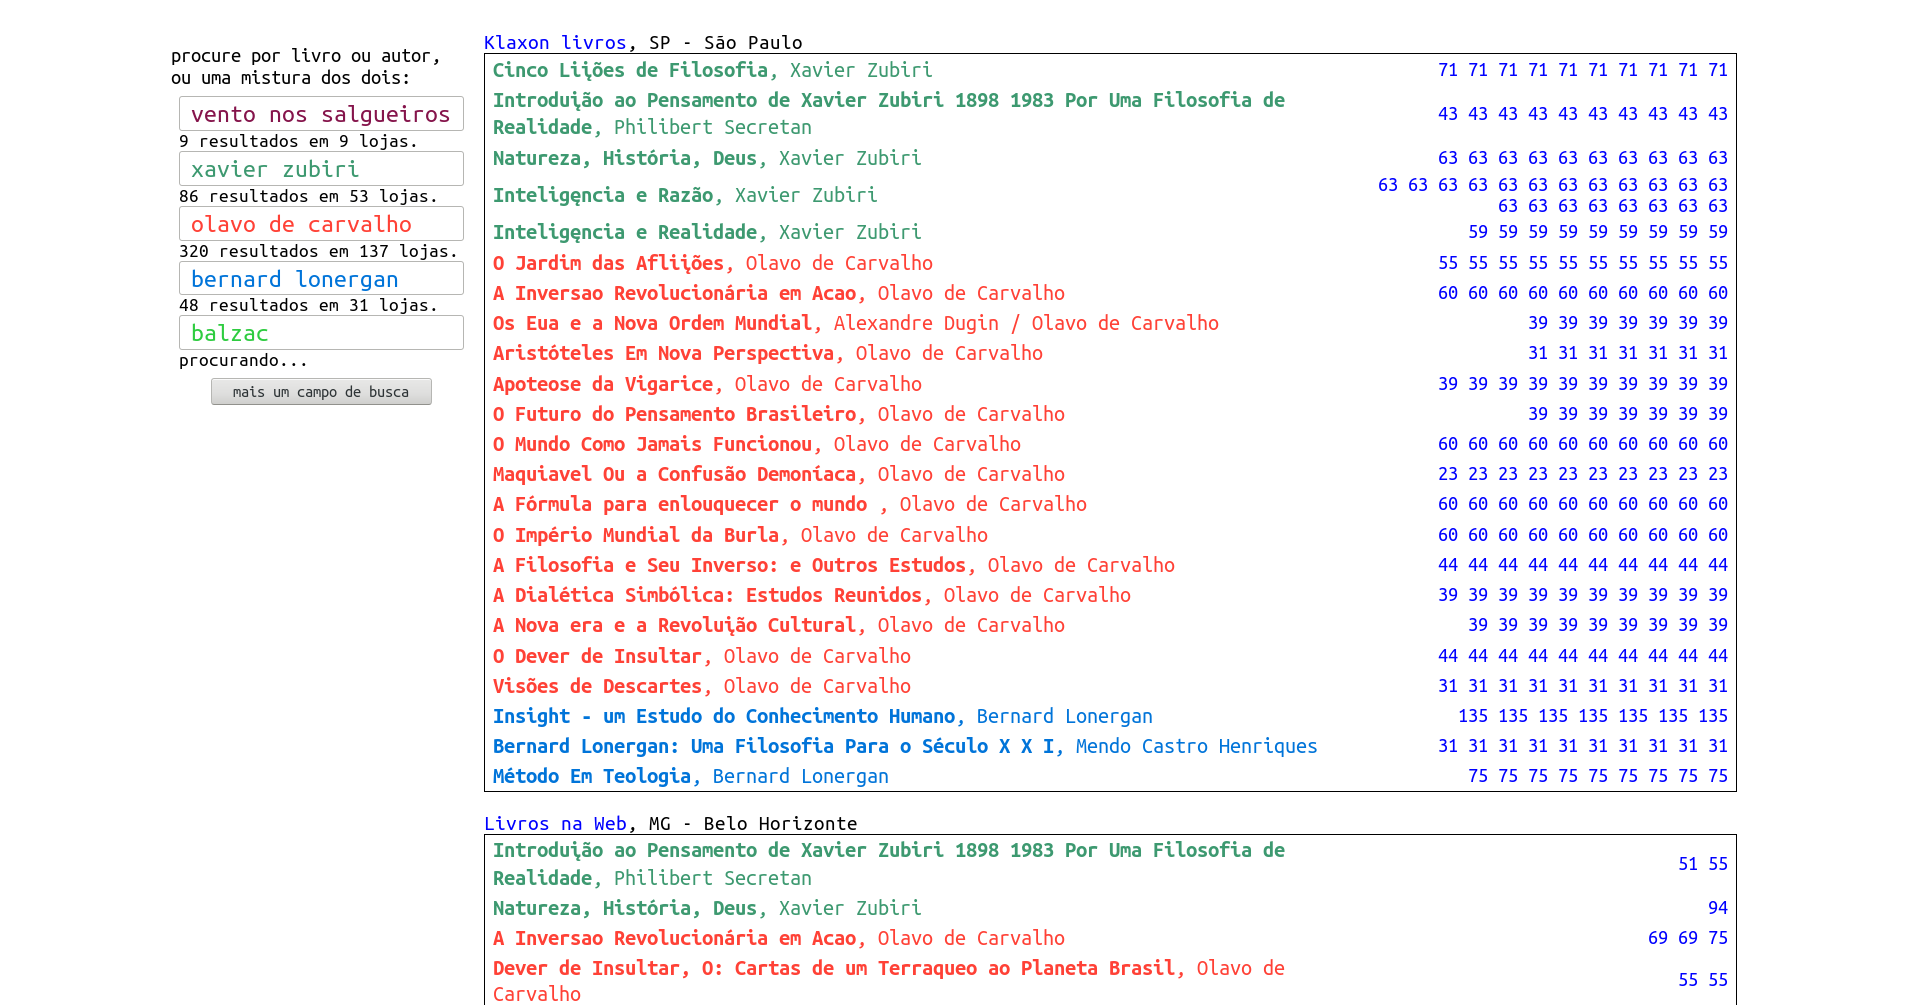 procure por livro ou autor,
ou uma mistura dos dois:
vento nos salgueiros
9 resultados em 9 lojas.
xavier zubiri
86 resultados em 53 lojas.
olavo de carvalho
320 resultados em 137 lojas.
bernard lonergan
48 resultados em 31 lojas.
balzac
procurando...
mais um campo de busca
Klaxon livros, SP - São Paulo
Cinco Liįões de Filosofia, Xavier Zubiri 71 71 71 71 71 71 71 71 71 71
Introduįão ao Pensamento de Xavier Zubiri 1898 1983 Por Uma Filosofia de
Realidade, Philibert Secretan 43 43 43 43 43 43 43 43 43 43
Natureza, História, Deus, Xavier Zubiri 63 63 63 63 63 63 63 63 63 63
Inteligęncia e Razão, Xavier Zubiri 63 63 63 63 63 63 63 63 63 63 63 63
63 63 63 63 63 63 63 63
Inteligęncia e Realidade, Xavier Zubiri 59 59 59 59 59 59 59 59 59
O Jardim das Afliįões, Olavo de Carvalho 55 55 55 55 55 55 55 55 55 55
A Inversao Revolucionária em Acao, Olavo de Carvalho 60 60 60 60 60 60 60 60 60 60
Os Eua e a Nova Ordem Mundial, Alexandre Dugin / Olavo de Carvalho 39 39 39 39 39 39 39
Aristóteles Em Nova Perspectiva, Olavo de Carvalho 31 31 31 31 31 31 31
Apoteose da Vigarice, Olavo de Carvalho 39 39 39 39 39 39 39 39 39 39
O Futuro do Pensamento Brasileiro, Olavo de Carvalho 39 39 39 39 39 39 39
O Mundo Como Jamais Funcionou, Olavo de Carvalho 60 60 60 60 60 60 60 60 60 60
Maquiavel Ou a Confusão Demoníaca, Olavo de Carvalho 23 23 23 23 23 23 23 23 23 23
A Fórmula para enlouquecer o mundo , Olavo de Carvalho 60 60 60 60 60 60 60 60 60 60
O Império Mundial da Burla, Olavo de Carvalho 60 60 60 60 60 60 60 60 60 60
A Filosofia e Seu Inverso: e Outros Estudos, Olavo de Carvalho 44 44 44 44 44 44 44 44 44 44
A Dialética Simbólica: Estudos Reunidos, Olavo de Carvalho 39 39 39 39 39 39 39 39 39 39
A Nova era e a Revoluįão Cultural, Olavo de Carvalho 39 39 39 39 39 39 39 39 39
O Dever de Insultar, Olavo de Carvalho 44 44 44 44 44 44 44 44 44 44
Visões de Descartes, Olavo de Carvalho 31 31 31 31 31 31 31 31 31 31
Insight - um Estudo do Conhecimento Humano, Bernard Lonergan 135 135 135 135 135 135 135
Bernard Lonergan: Uma Filosofia Para o Século X X I, Mendo Castro Henriques 31 31 31 31 31 31 31 31 31 31
Método Em Teologia, Bernard Lonergan 75 75 75 75 75 75 75 75 75
Livros na Web, MG - Belo Horizonte
Introduįão ao Pensamento de Xavier Zubiri 1898 1983 Por Uma Filosofia de
Realidade, Philibert Secretan 51 55
Natureza, História, Deus, Xavier Zubiri 94
A Inversao Revolucionária em Acao, Olavo de Carvalho 69 69 75
Dever de Insultar, O: Cartas de um Terraqueo ao Planeta Brasil, Olavo de
Carvalho 55 55